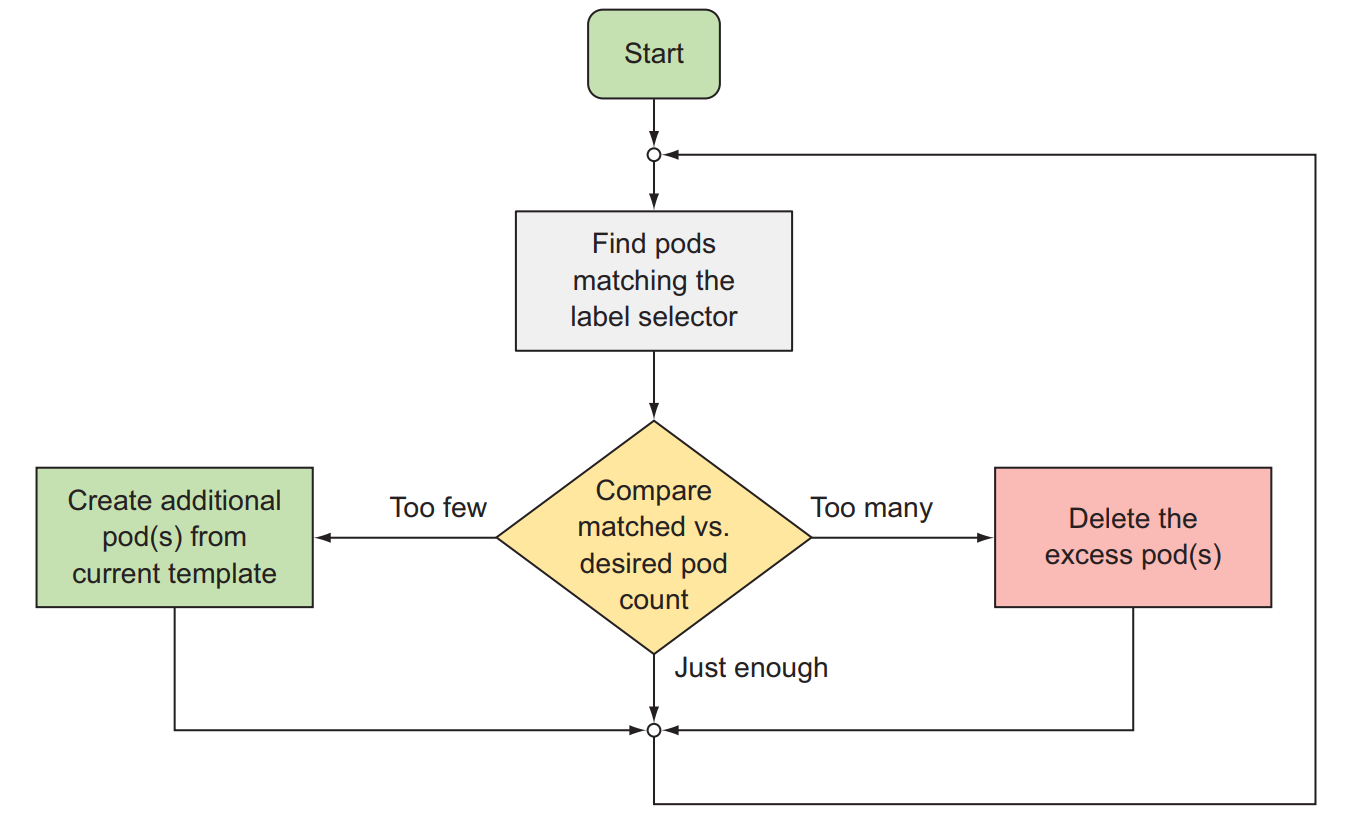 Start
Find pods
matching the
label selector
Compare
matched vs.
desired pod
count
Too few
Create additional
pod(s) from
current template
Too many
Delete the
excess pod(s)
Just enough